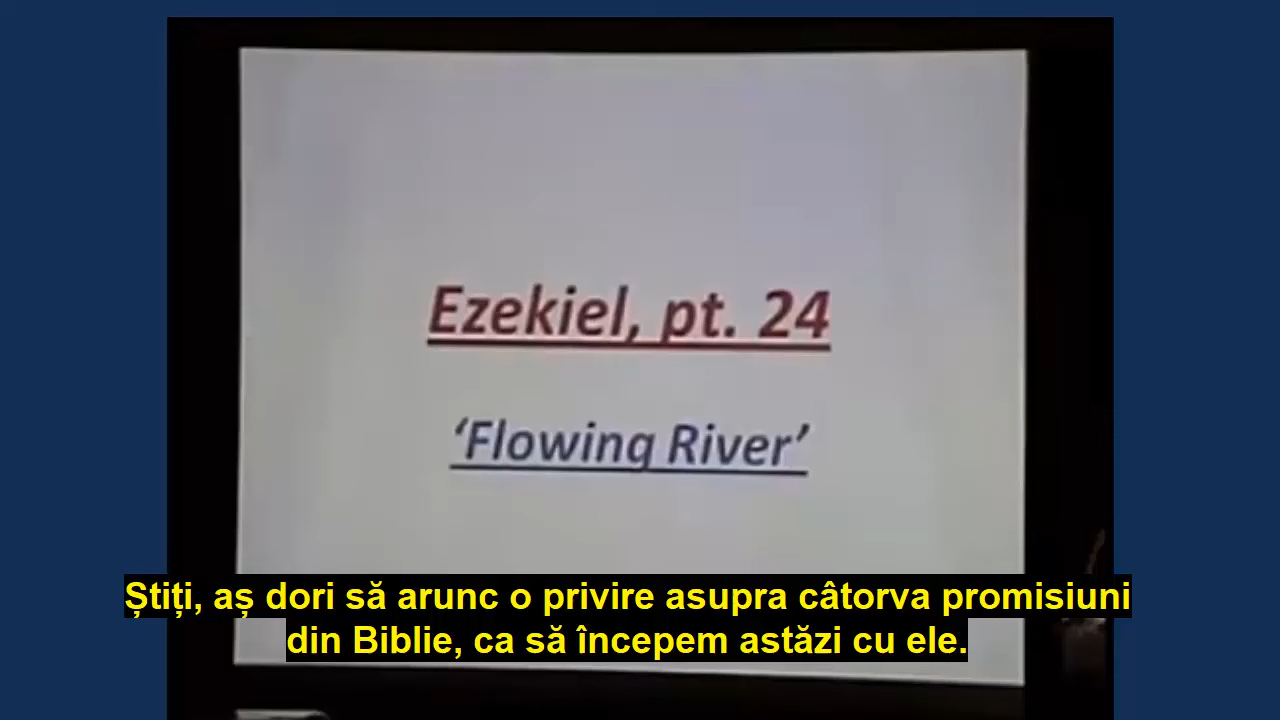 Ezekiel, pt. 24
‘Flowing River’
Știți, aș dori să arunc o privire asupra câtorva promisiuni
din Biblie, ca să începem astăzi cu ele.